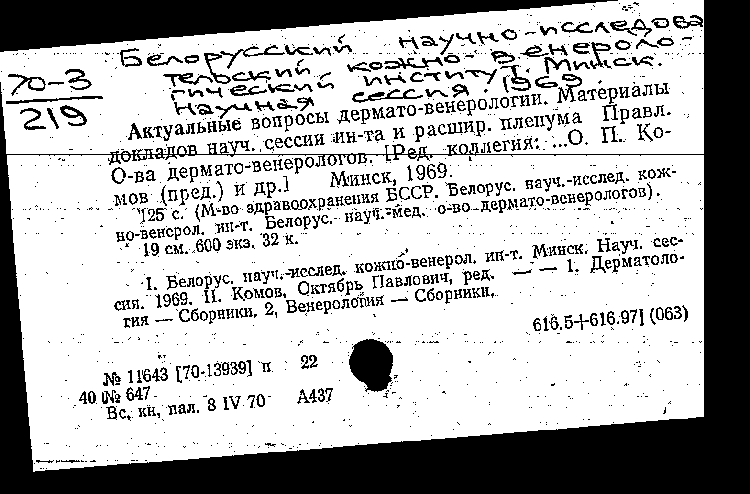 Белорусский научно-исследова
тельский кожно-венероло-
гический институт, Минск.
Научная сессия. 1969.
70-3
219
Актуальные вопросы дермато-венерологии. Материалы
докладов науч. сессии ин-та и расшир. пленума Правл.
О-ва дермато-венерологов. [Ред. коллегия: ...О. П. Ко-
мов (пред.) и др.] Минск, 1969.
125 с. (М-во здравоохранения БССР. Белорус. науч.-исслед. кож-
но-венерол. ин-т. Белорус. науч.-мед. о-во дермато-венерологов).
19 см. 600 экз. 32 к.
I. Белорус. науч.-исслед. кожно-венерол. ин-т. Минск. Науч. сес-
сия. 1969. II. Комов, Октябрь Павлович, ред. — — 1. Дерматоло-
гия — Сборники. 2. Венерология — Сборники.
616.5+616.97] (063)
№ 11643 [70-13939] п 22
40 № 647
Вс. кн. пал. 8 IV 70 А437